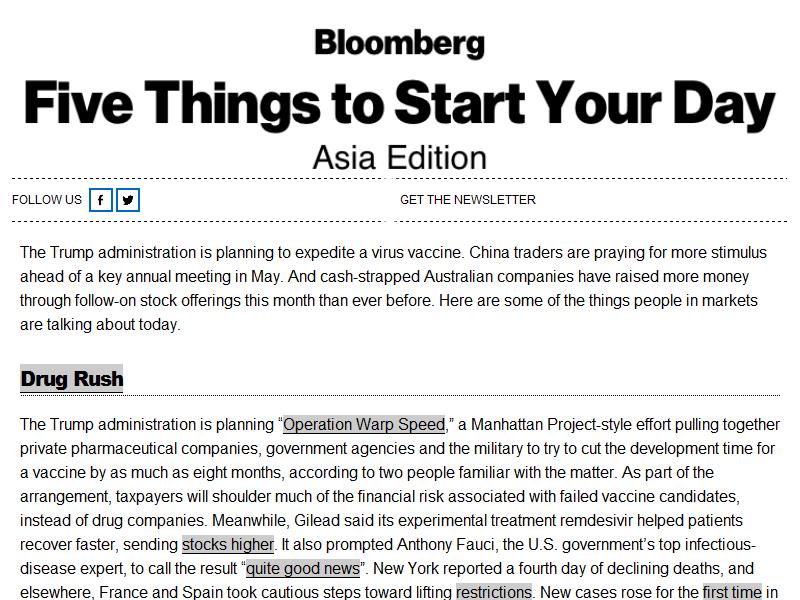 Bloomberg
Five Things to Start Your Day
Asia Edition
FOLLOW US
GET THE NEWSLETTER
The Trump administration is planning to expedite a virus vaccine. China traders are praying for more stimulus
ahead of a key annual meeting in May. And cash-strapped Australian companies have raised more money
through follow-on stock offerings this month than ever before. Here are some of the things people in markets
are talking about today.
Drug Rush
The Trump administration is planning “Operation Warp Speed,” a Manhattan Project-style effort pulling together
private pharmaceutical companies, government agencies and the military to try to cut the development time for
a vaccine by as much as eight months, according to two people familiar with the matter. As part of the
arrangement, taxpayers will shoulder much of the financial risk associated with failed vaccine candidates,
instead of drug companies. Meanwhile, Gilead said its experimental treatment remdesivir helped patients
recover faster, sending stocks higher. It also prompted Anthony Fauci, the U.S. government’s top infectious-
disease expert, to call the result “quite good news”. New York reported a fourth day of declining deaths, and
elsewhere, France and Spain took cautious steps toward lifting restrictions. New cases rose for the first time in